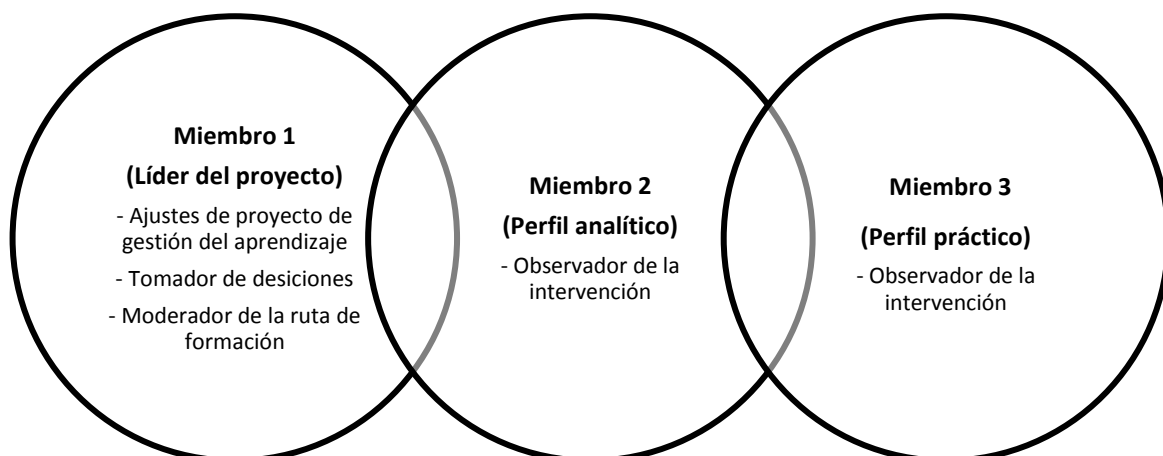 Miembro 1
(Líder del proyecto)
- Ajustes de proyecto de
gestión del aprendizaje
- Tomador de desiciones
- Moderador de la ruta de
formación
Miembro 2
(Perfil analítico)
- Observador de la
intervención
Miembro 3
(Perfil práctico)
- Observador de la
intervención